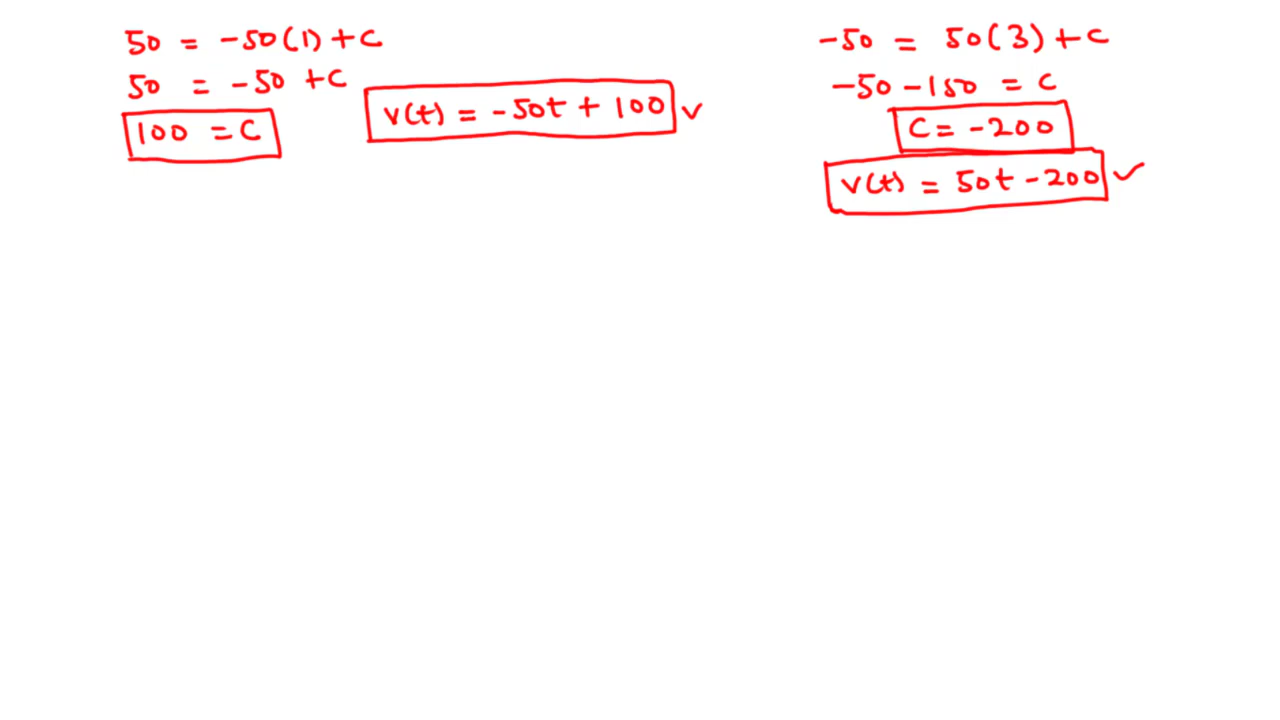 50 = -50(1) + C
50 = -50 + C
100 = C
v(t) = -50t + 100 v
-50 = 50(3) + C
-50 - 150 = C
C = -200
v(t) = 50t - 200 ✓